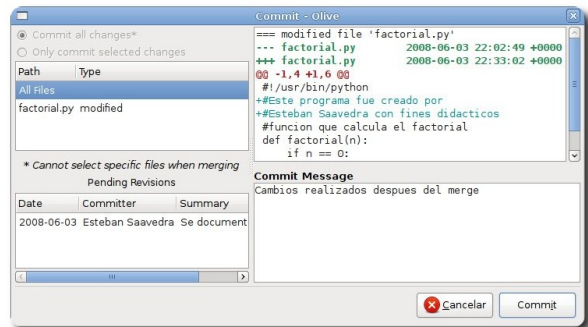 Commit - Olive
Commit all changes*
Only commit selected changes
Path Type
All Files
factorial.py modified
* Cannot select specific files when merging
Pending Revisions
Date Committer Summary
2008-06-03 Esteban Saavedra Se document
=== modified file 'factorial.py'
--- factorial.py 2008-06-03 22:02:49 +0000
+++ factorial.py 2008-06-03 22:33:02 +0000
@@ -1,4 +1,6 @@
#!/usr/bin/python
+#Este programa fue creado por
+#Esteban Saavedra con fines didacticos
#funcion que calcula el factorial
def factorial(n):
if n == 0:
Commit Message
Cambios realizados despues del merge
Cancelar
Commit